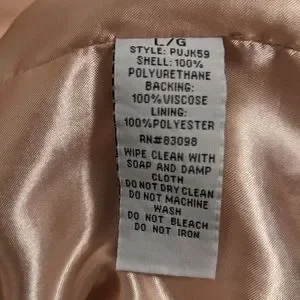 L/G
STYLE: PUJK59
SHELL: 100%
POLYURETHANE
BACKING:
100%VISCOSE
LINING:
100%POLYESTER
RN#83098
WIPE CLEAN WITH
SOAP AND DAMP
CLOTH
DO NOT DRY CLEAN
DO NOT MACHINE
WASH
DO NOT BLEACH
DO NOT IRON